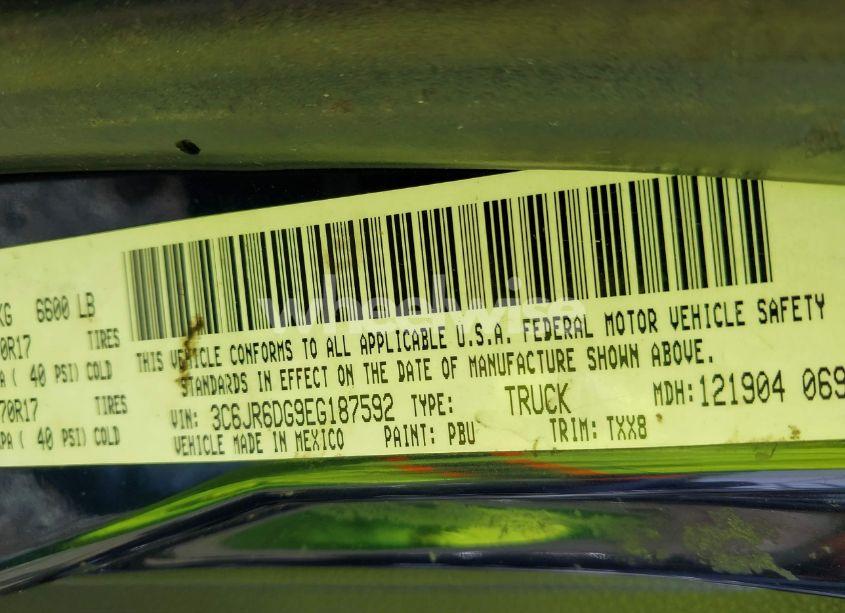 KG 6600 LB
0R17 TIRES
A ( 40 PSI) COLD
70R17 TIRES
PA ( 40 PSI) COLD
wheelwise
THIS VEHICLE CONFORMS TO ALL APPLICABLE U.S.A. FEDERAL MOTOR VEHICLE SAFETY
STANDARDS IN EFFECT ON THE DATE OF MANUFACTURE SHOWN ABOVE.
VIN: 3C6JR6DG9EG187592 TYPE: TRUCK MDH: 121904 069
VEHICLE MADE IN MEXICO PAINT: PBU TRIM: TXX8